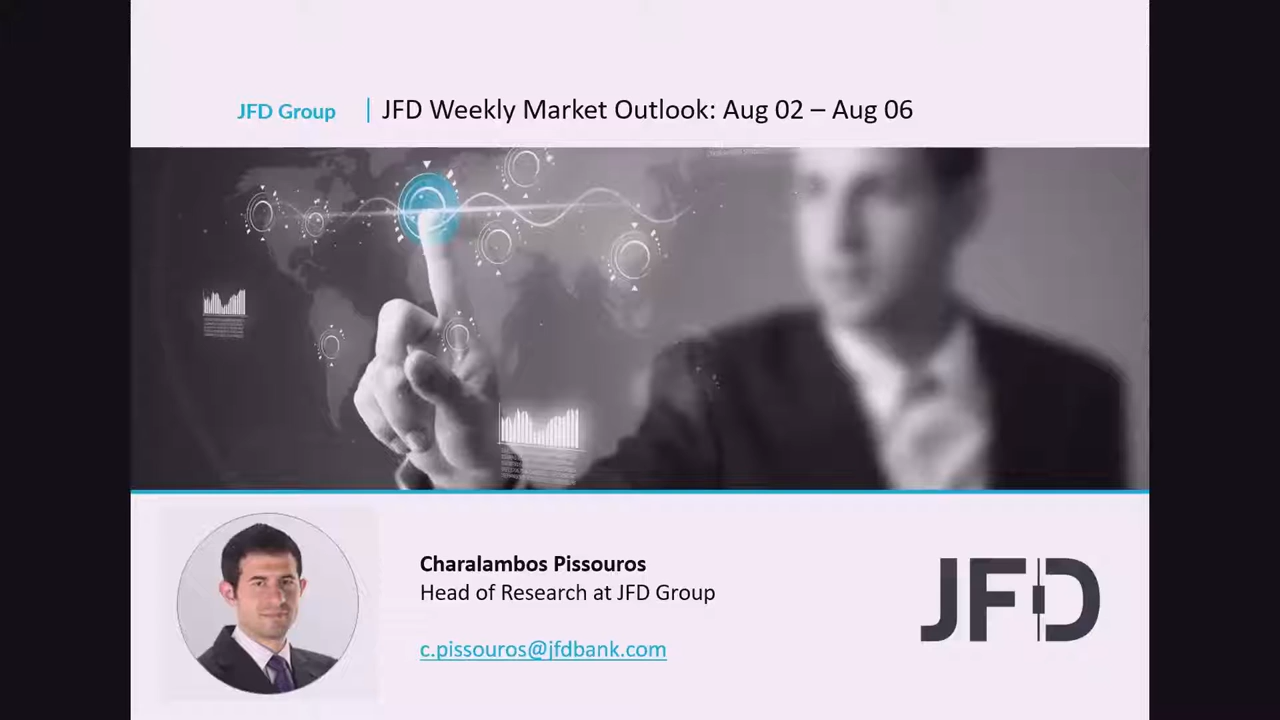 JFD Group | JFD Weekly Market Outlook: Aug 02 – Aug 06
Charalambos Pissouros
Head of Research at JFD Group
c.pissouros@jfdbank.com
JFD